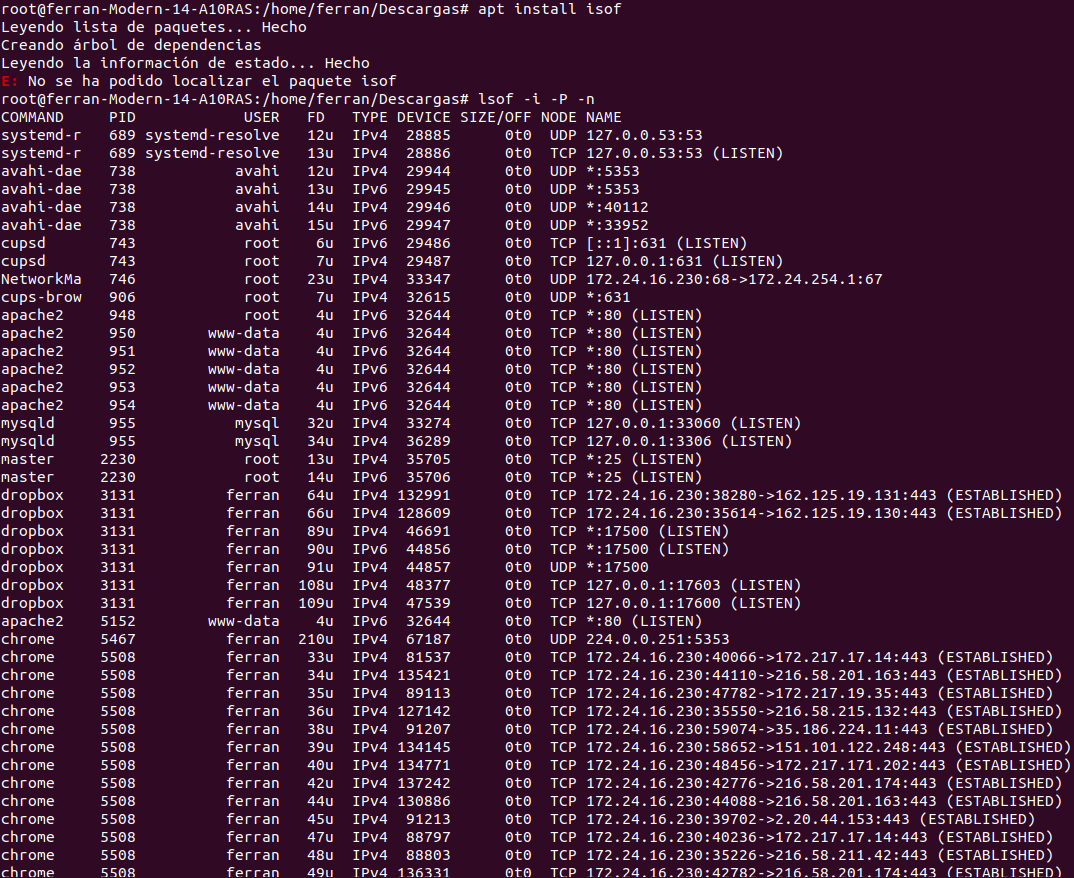 root@ferran-Modern-14-A10RAS:/home/ferran/Descargas# apt install isof
Leyendo lista de paquetes... Hecho
Creando árbol de dependencias
Leyendo la información de estado... Hecho
E: No se ha podido localizar el paquete isof
root@ferran-Modern-14-A10RAS:/home/ferran/Descargas# lsof -i -P -n
COMMAND     PID            USER   FD   TYPE DEVICE SIZE/OFF NODE NAME
systemd-r   689 systemd-resolve   12u  IPv4  28885      0t0  UDP 127.0.0.53:53
systemd-r   689 systemd-resolve   13u  IPv4  28886      0t0  TCP 127.0.0.53:53 (LISTEN)
avahi-dae   738           avahi   12u  IPv4  29944      0t0  UDP *:5353
avahi-dae   738           avahi   13u  IPv6  29945      0t0  UDP *:5353
avahi-dae   738           avahi   14u  IPv4  29946      0t0  UDP *:40112
avahi-dae   738           avahi   15u  IPv6  29947      0t0  UDP *:33952
cupsd       743            root    6u  IPv6  29486      0t0  TCP [::1]:631 (LISTEN)
cupsd       743            root    7u  IPv4  29487      0t0  TCP 127.0.0.1:631 (LISTEN)
NetworkMa   746            root   23u  IPv4  33347      0t0  UDP 172.24.16.230:68->172.24.254.1:67
cups-brow   906            root    7u  IPv4  32615      0t0  UDP *:631
apache2     948            root    4u  IPv6  32644      0t0  TCP *:80 (LISTEN)
apache2     950        www-data    4u  IPv6  32644      0t0  TCP *:80 (LISTEN)
apache2     951        www-data    4u  IPv6  32644      0t0  TCP *:80 (LISTEN)
apache2     952        www-data    4u  IPv6  32644      0t0  TCP *:80 (LISTEN)
apache2     953        www-data    4u  IPv6  32644      0t0  TCP *:80 (LISTEN)
apache2     954        www-data    4u  IPv6  32644      0t0  TCP *:80 (LISTEN)
mysqld      955           mysql   32u  IPv4  33274      0t0  TCP 127.0.0.1:33060 (LISTEN)
mysqld      955           mysql   34u  IPv4  36289      0t0  TCP 127.0.0.1:3306 (LISTEN)
master     2230            root   13u  IPv4  35705      0t0  TCP *:25 (LISTEN)
master     2230            root   14u  IPv6  35706      0t0  TCP *:25 (LISTEN)
dropbox    3131          ferran   64u  IPv4 132991      0t0  TCP 172.24.16.230:38280->162.125.19.131:443 (ESTABLISHED)
dropbox    3131          ferran   66u  IPv4 128609      0t0  TCP 172.24.16.230:35614->162.125.19.130:443 (ESTABLISHED)
dropbox    3131          ferran   89u  IPv4  46691      0t0  TCP *:17500 (LISTEN)
dropbox    3131          ferran   90u  IPv6  44856      0t0  TCP *:17500 (LISTEN)
dropbox    3131          ferran   91u  IPv4  44857      0t0  UDP *:17500
dropbox    3131          ferran  108u  IPv4  48377      0t0  TCP 127.0.0.1:17603 (LISTEN)
dropbox    3131          ferran  109u  IPv4  47539      0t0  TCP 127.0.0.1:17600 (LISTEN)
apache2    5152        www-data    4u  IPv6  32644      0t0  TCP *:80 (LISTEN)
chrome     5467          ferran  210u  IPv4  67187      0t0  UDP 224.0.0.251:5353
chrome     5508          ferran   33u  IPv4  81537      0t0  TCP 172.24.16.230:40066->172.217.17.14:443 (ESTABLISHED)
chrome     5508          ferran   34u  IPv4 135421      0t0  TCP 172.24.16.230:44110->216.58.201.163:443 (ESTABLISHED)
chrome     5508          ferran   35u  IPv4  89113      0t0  TCP 172.24.16.230:47782->172.217.19.35:443 (ESTABLISHED)
chrome     5508          ferran   36u  IPv4 127142      0t0  TCP 172.24.16.230:35550->216.58.215.132:443 (ESTABLISHED)
chrome     5508          ferran   38u  IPv4  91207      0t0  TCP 172.24.16.230:59074->35.186.224.11:443 (ESTABLISHED)
chrome     5508          ferran   39u  IPv4 134145      0t0  TCP 172.24.16.230:58652->151.101.122.248:443 (ESTABLISHED)
chrome     5508          ferran   40u  IPv4 134771      0t0  TCP 172.24.16.230:48456->172.217.171.202:443 (ESTABLISHED)
chrome     5508          ferran   42u  IPv4 137242      0t0  TCP 172.24.16.230:42776->216.58.201.174:443 (ESTABLISHED)
chrome     5508          ferran   44u  IPv4 130886      0t0  TCP 172.24.16.230:44088->216.58.201.163:443 (ESTABLISHED)
chrome     5508          ferran   45u  IPv4  91213      0t0  TCP 172.24.16.230:39702->2.20.44.153:443 (ESTABLISHED)
chrome     5508          ferran   47u  IPv4  88797      0t0  TCP 172.24.16.230:40236->172.217.17.14:443 (ESTABLISHED)
chrome     5508          ferran   48u  IPv4  88803      0t0  TCP 172.24.16.230:35226->216.58.211.42:443 (ESTABLISHED)
chrome     5508          ferran   49u  IPv4 136331      0t0  TCP 172.24.16.230:42782->216.58.201.174:443 (ESTABLISHED)